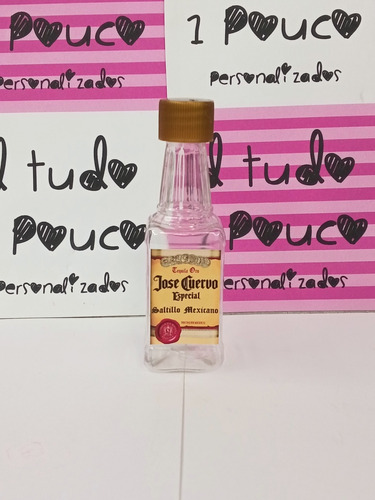 Pouco
personalizados
1 Pouco
personalizados
d tudo
Pouco
personalizados
d tudo
Pouco
personalizados
Tequila Oro
Jose Cuervo
Especial
Saltillo Mexicano